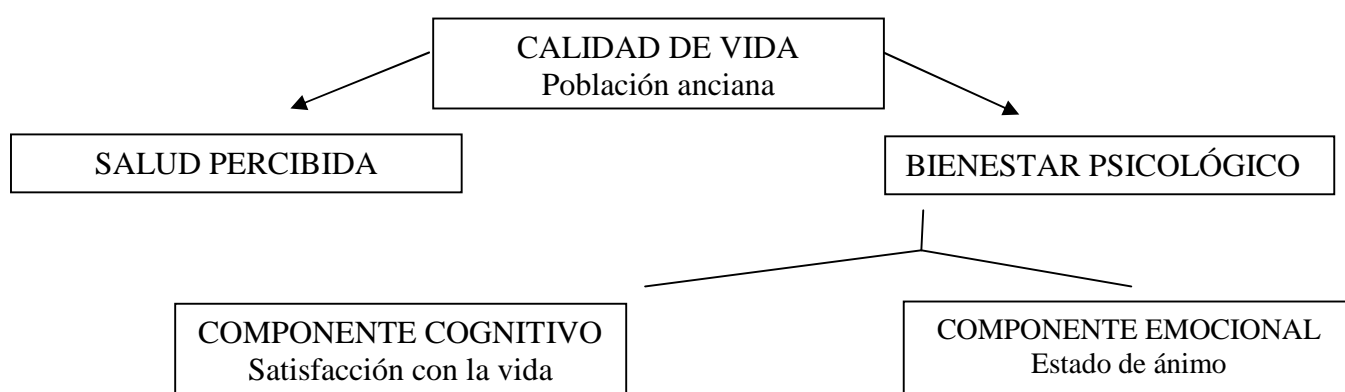 CALIDAD DE VIDA
Población anciana
SALUD PERCIBIDA
BIENESTAR PSICOLÓGICO
COMPONENTE COGNITIVO
Satisfacción con la vida
COMPONENTE EMOCIONAL
Estado de ánimo